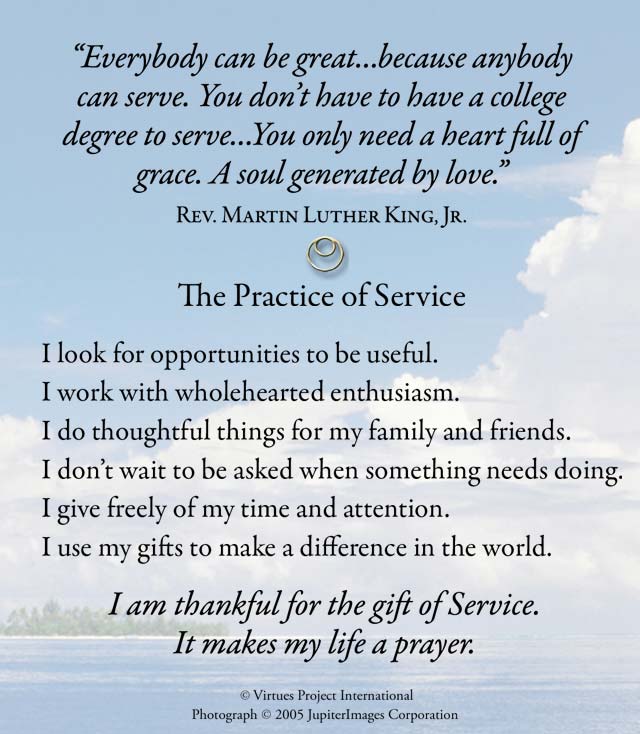 “Everybody can be great...because anybody
can serve. You don’t have to have a college
degree to serve...You only need a heart full of
grace. A soul generated by love.”
Rev. Martin Luther King, Jr.
The Practice of Service
I look for opportunities to be useful.
I work with wholehearted enthusiasm.
I do thoughtful things for my family and friends.
I don’t wait to be asked when something needs doing.
I give freely of my time and attention.
I use my gifts to make a difference in the world.
I am thankful for the gift of Service.
It makes my life a prayer.
© Virtues Project International
Photograph © 2005 JupiterImages Corporation